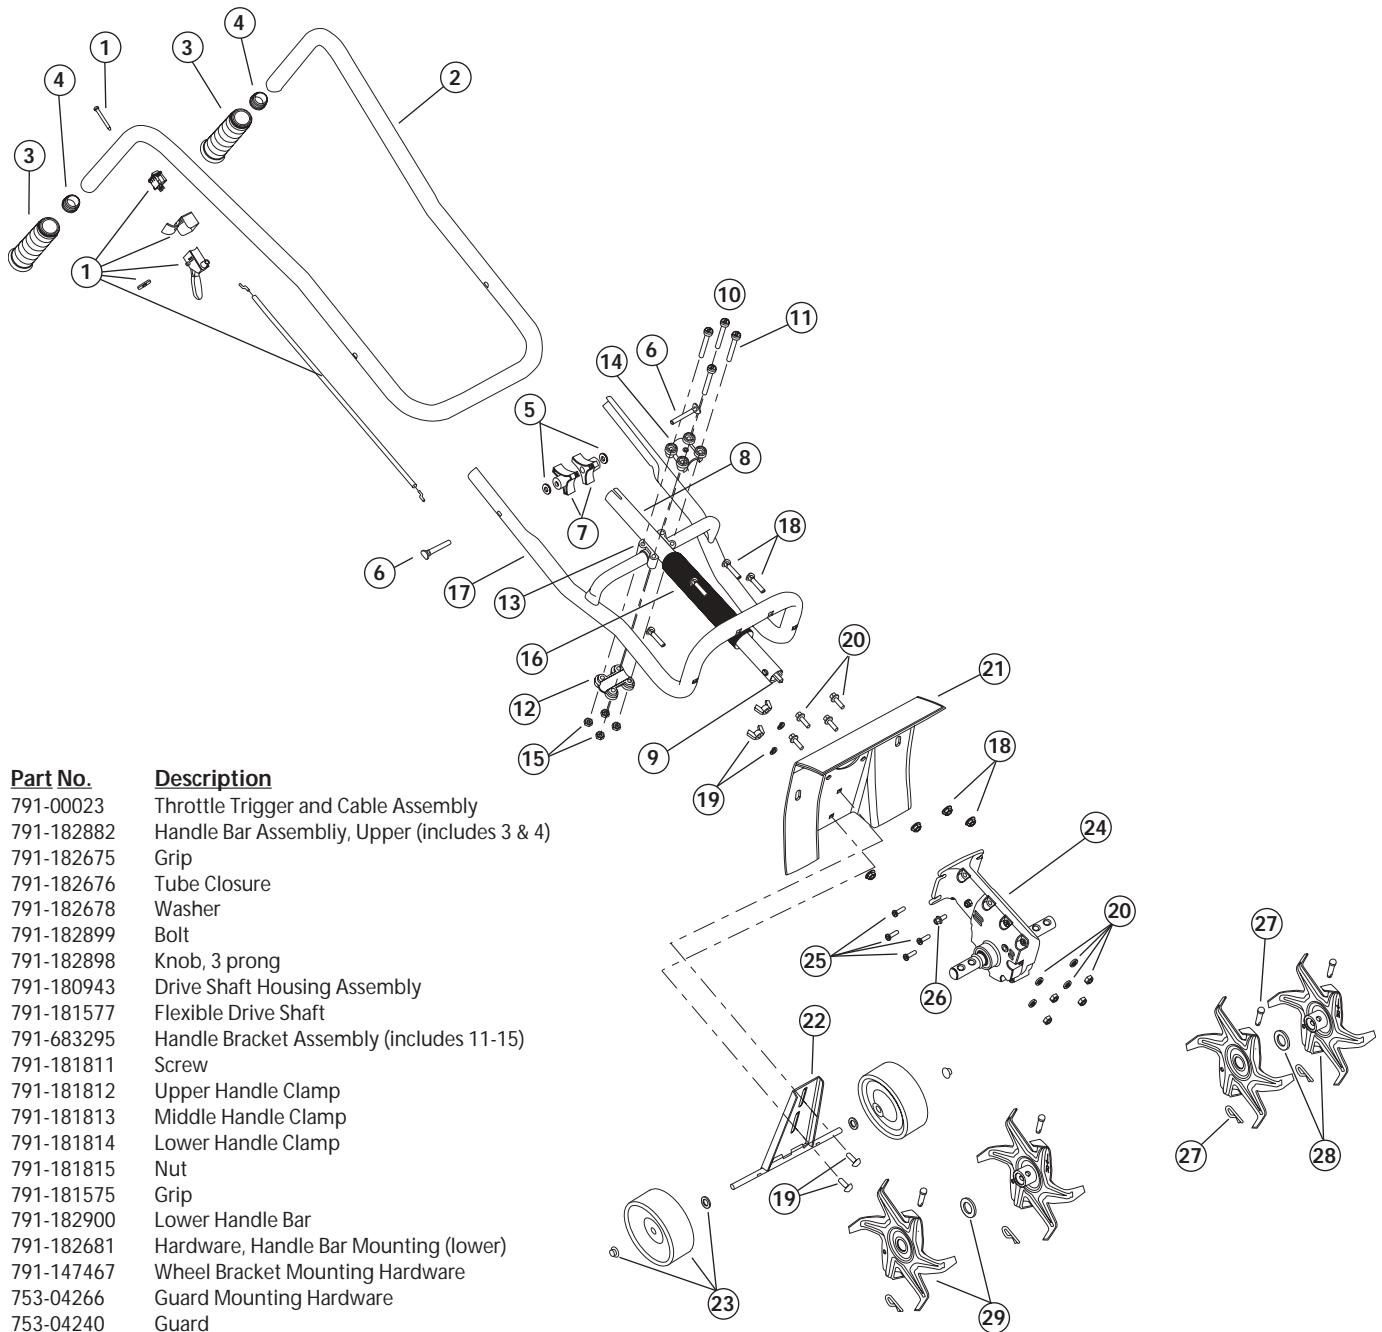 4
1
3
4
2
3
4
3
1
10
11
6
14
5
8
7
18
6
17
13
16
20
21
12
15
9
19
18
24
25
26
20
27
22
27
28
19
23
29
Part No. Description
791-00023 Throttle Trigger and Cable Assembly
791-182882 Handle Bar Assembliy, Upper (includes 3 & 4)
791-182675 Grip
791-182676 Tube Closure
791-182678 Washer
791-182899 Bolt
791-182898 Knob, 3 prong
791-180943 Drive Shaft Housing Assembly
791-181577 Flexible Drive Shaft
791-683295 Handle Bracket Assembly (includes 11-15)
791-181811 Screw
791-181812 Upper Handle Clamp
791-181813 Middle Handle Clamp
791-181814 Lower Handle Clamp
791-181815 Nut
791-181575 Grip
791-182900 Lower Handle Bar
791-182681 Hardware, Handle Bar Mounting (lower)
791-147467 Wheel Bracket Mounting Hardware
753-04266 Guard Mounting Hardware
753-04240 Guard